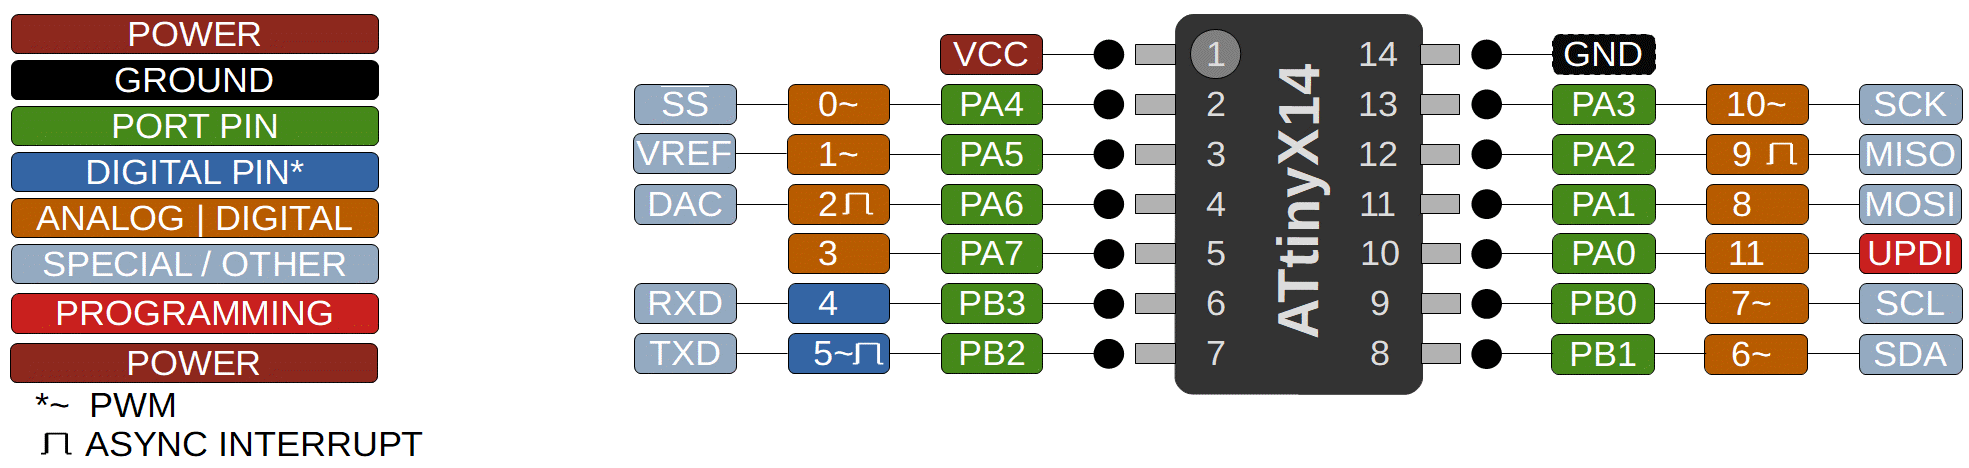 POWER
GROUND
PORT PIN
DIGITAL PIN*
ANALOG | DIGITAL
SPECIAL / OTHER
PROGRAMMING
POWER
*~ PWM
ASYNC INTERRUPT
VCC 1 14 GND
SS 0~ PA4 2 13 PA3 10~ SCK
VREF 1~ PA5 3 12 PA2 9 MISO
DAC 2 PA6 4 11 PA1 8 MOSI
3 PA7 5 10 PA0 11 UPDI
RXD 4 PB3 6 9 PB0 7~ SCL
TXD 5~ PB2 7 8 PB1 6~ SDA
ATtinyX14